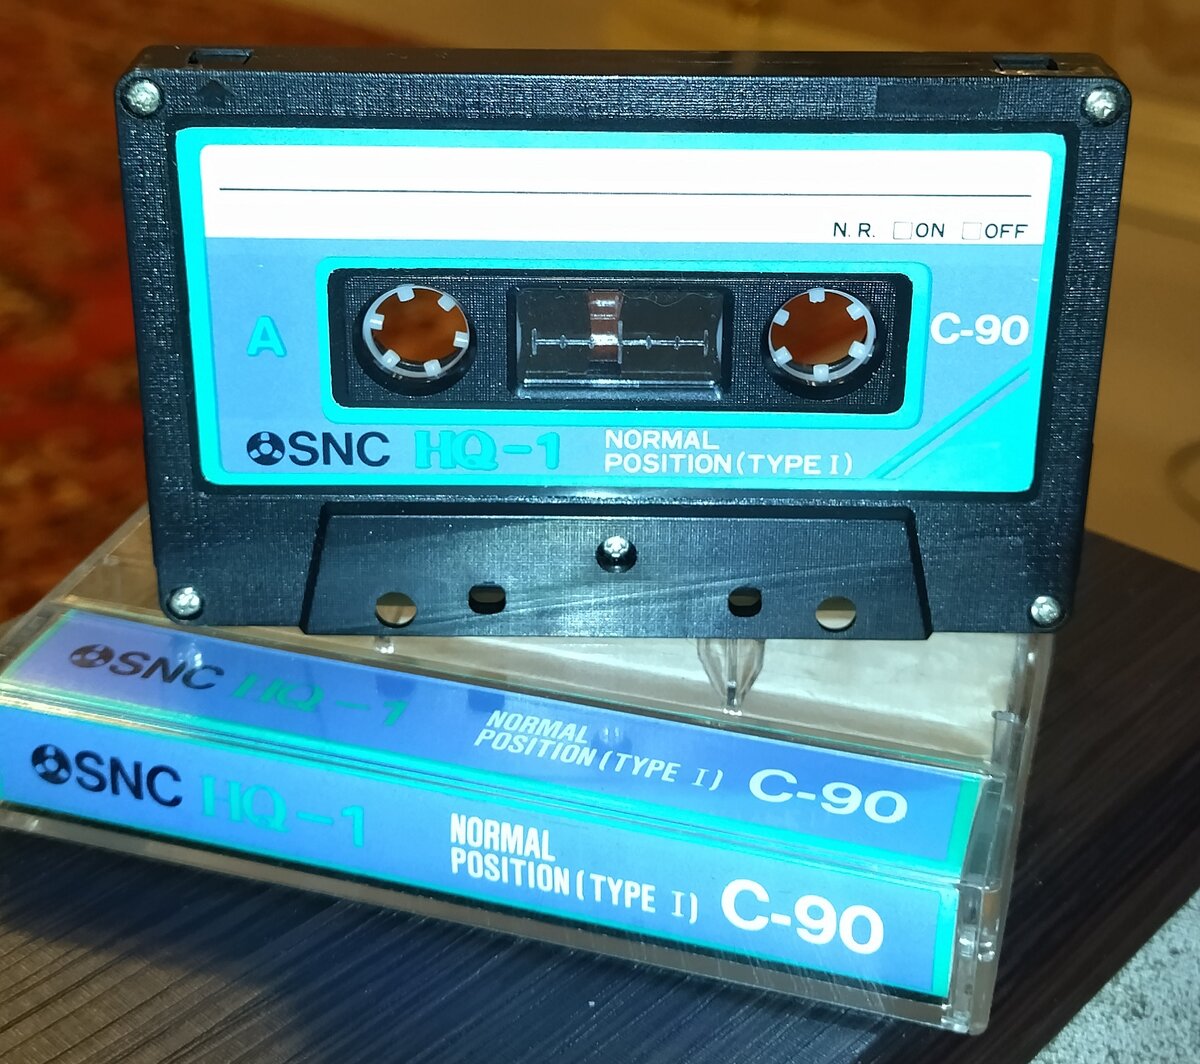 N.R. □ON □OFF
A
C-90
SNC HQ-1
NORMAL
POSITION (TYPE I)
SNC HQ-1
NORMAL
POSITION (TYPE I)
C-90
SNC HQ-1
NORMAL
POSITION (TYPE I)
C-90